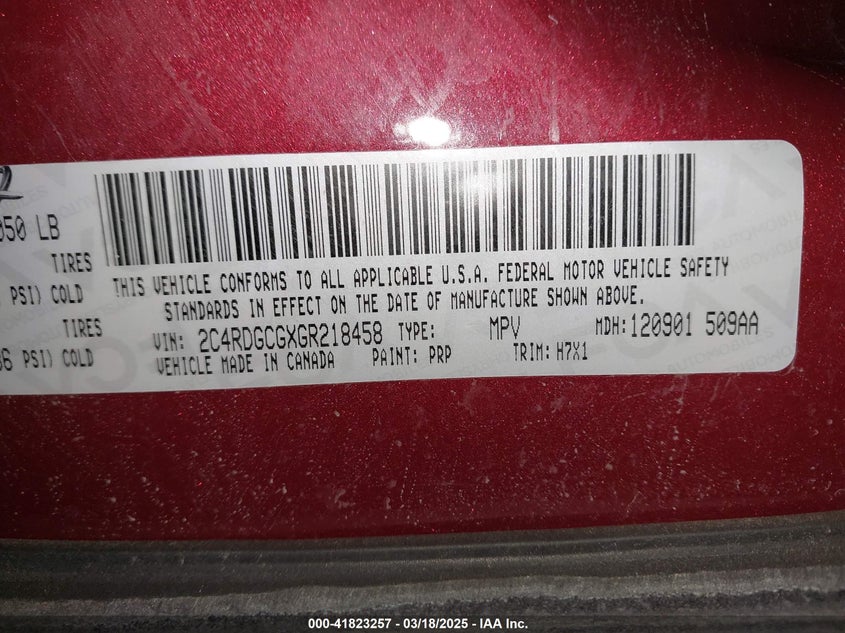 050 LB
TIRES
PSI) COLD
TIRES
PSI) COLD
THIS VEHICLE CONFORMS TO ALL APPLICABLE U.S.A. FEDERAL MOTOR VEHICLE SAFETY
STANDARDS IN EFFECT ON THE DATE OF MANUFACTURE SHOWN ABOVE.
VIN: 2C4RDGCGXGR218458 TYPE: MPV MDH:120901 509AA
VEHICLE MADE IN CANADA PAINT: PRP TRIM: H7X1
000-41823257 - 03/18/2025 - IAA Inc.